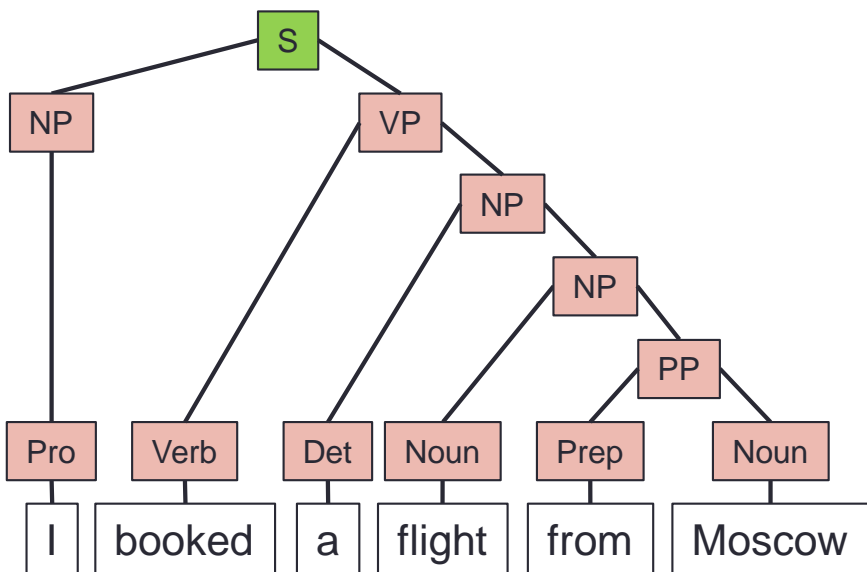 S
NP VP
NP
NP
PP
Pro Verb Det Noun Prep Noun
I booked a flight from Moscow